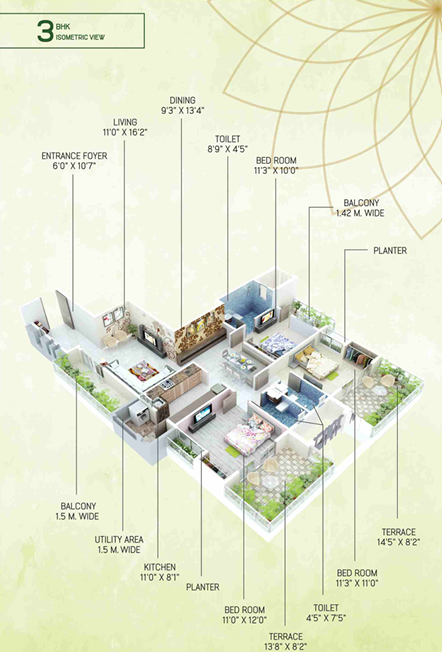 3 BHK
ISOMETRIC VIEW
DINING
9'3" X 13'4"
LIVING
11'0" X 16'2"
TOILET
8'9" X 4'5"
ENTRANCE FOYER
6'0" X 10'7"
BED ROOM
11'3" X 10'0"
BALCONY
1.42 M. WIDE
PLANTER
BALCONY
1.5 M. WIDE
UTILITY AREA
1.5 M. WIDE
KITCHEN
11'0" X 8'1"
PLANTER
BED ROOM
11'0" X 12'0"
TERRACE
13'8" X 8'2"
TOILET
4'5" X 7'5"
BED ROOM
11'3" X 11'0"
TERRACE
14'5" X 8'2"